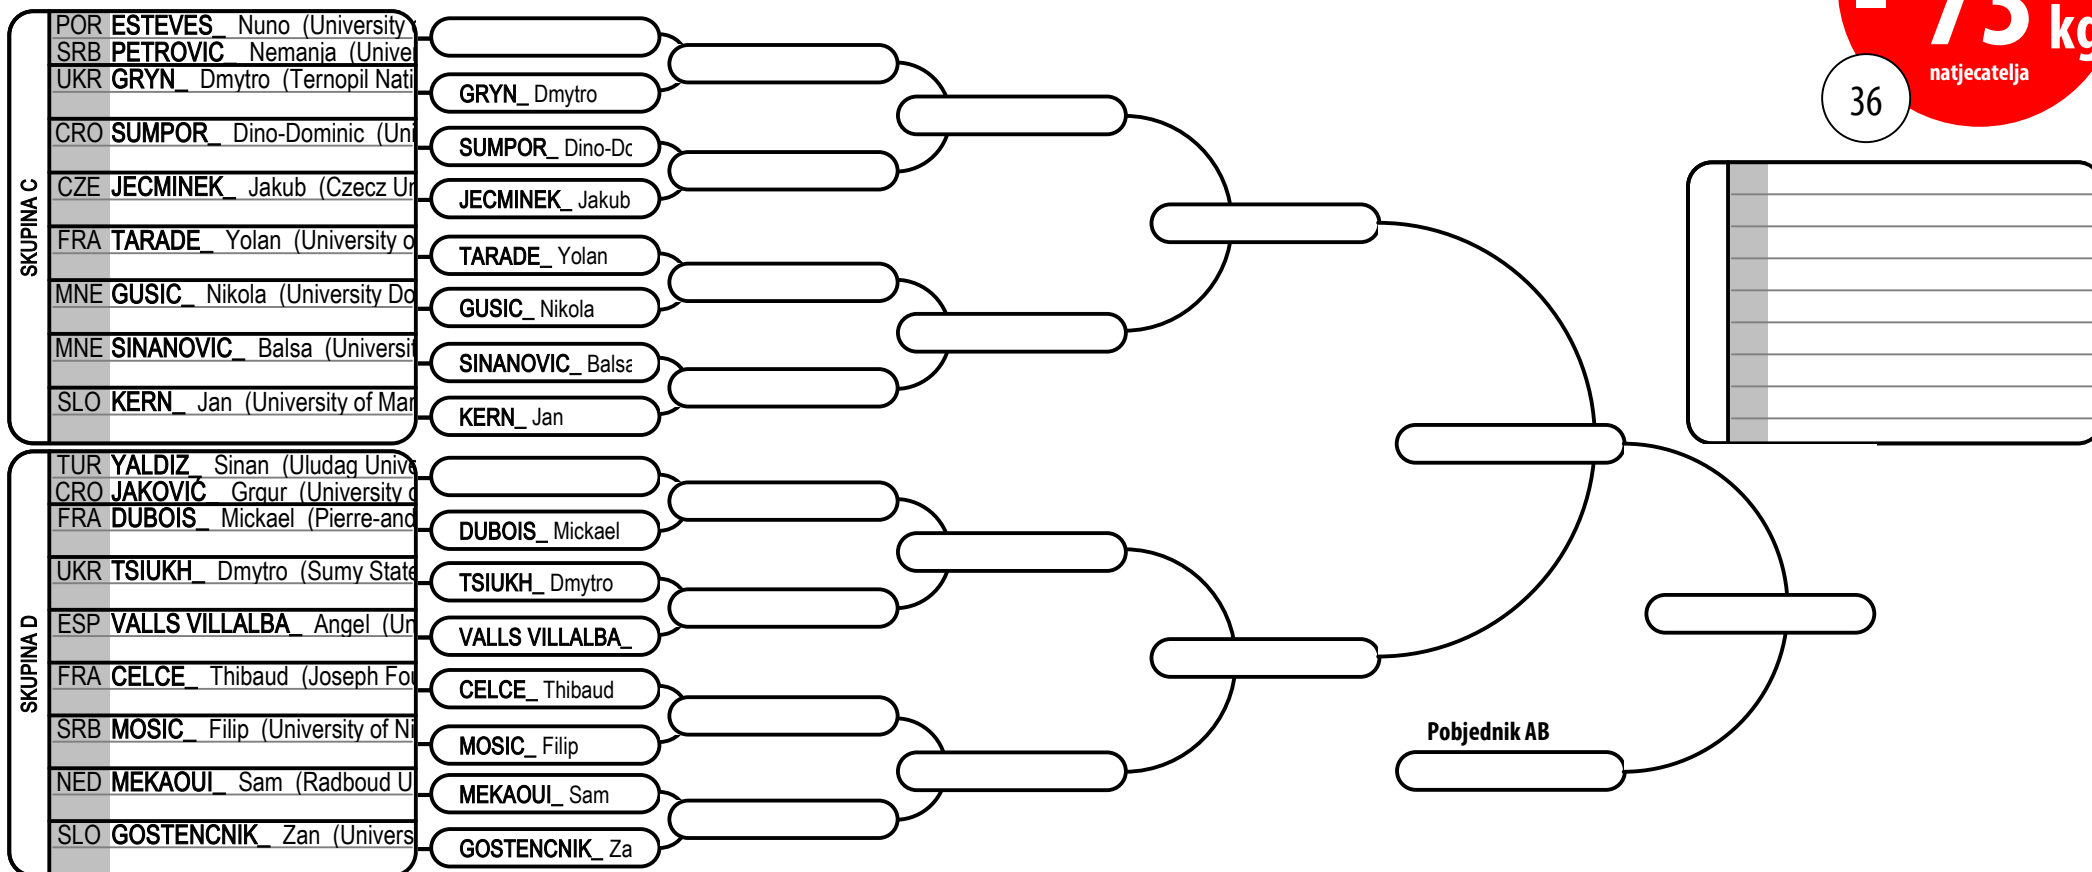 - 73 kg
natjecatelja
36
SKUPINA C
POR ESTEVES_ Nuno (University
SRB PETROVIC_ Nemanja (Univer
UKR GRYN_ Dmytro (Ternopil Nati
CRO SUMPOR_ Dino-Dominic (Uni
CZE JECMINEK_ Jakub (Czecz Un
FRA TARADE_ Yolan (University o
MNE GUSIC_ Nikola (University Do
MNE SINANOVIC_ Balsa (Universit
SLO KERN_ Jan (University of Mar
GRYN_ Dmytro
SUMPOR_ Dino-Do
JECMINEK_ Jakub
TARADE_ Yolan
GUSIC_ Nikola
SINANOVIC_ Balsa
KERN_ Jan
SKUPINA D
TUR YALDIZ_ Sinan (Uludag Unive
CRO JAKOVIĆ_ Grgur (University o
FRA DUBOIS_ Mickael (Pierre-and
UKR TSIUKH_ Dmytro (Sumy State
ESP VALLS VILLALBA_ Angel (Un
FRA CELCE_ Thibaud (Joseph Fou
SRB MOSIC_ Filip (University of Ni
NED MEKAOUI_ Sam (Radboud U
SLO GOSTENCNIK_ Zan (Univers
DUBOIS_ Mickael
TSIUKH_ Dmytro
VALLS VILLALBA_
CELCE_ Thibaud
MOSIC_ Filip
MEKAOUI_ Sam
GOSTENCNIK_ Za
Pobjednik AB